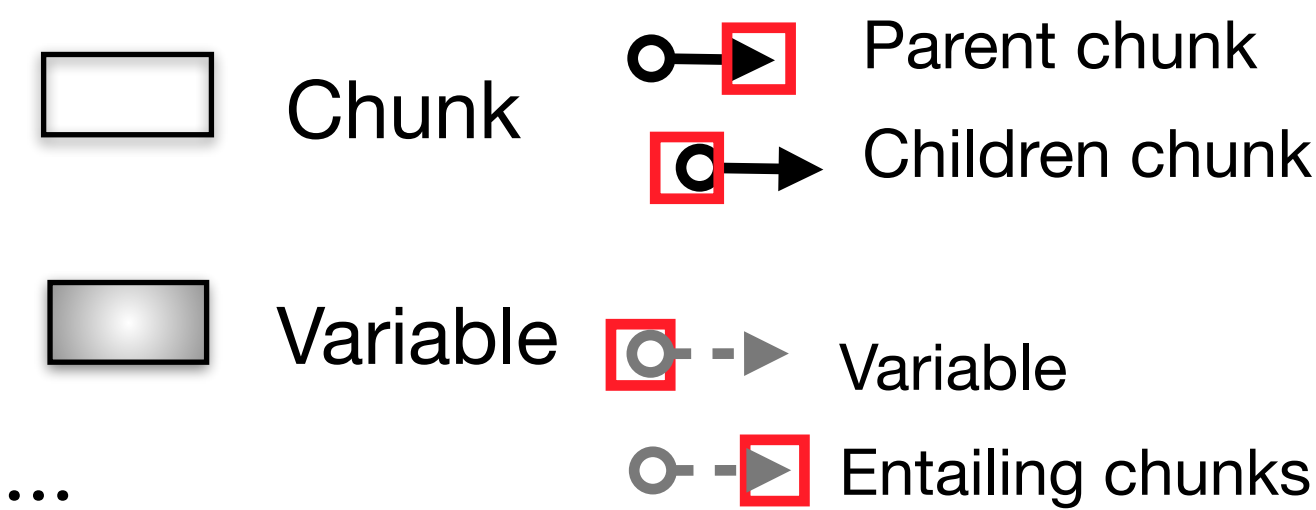 Parent chunk
Chunk
Children chunk
Variable
Variable
Entailing chunks
...